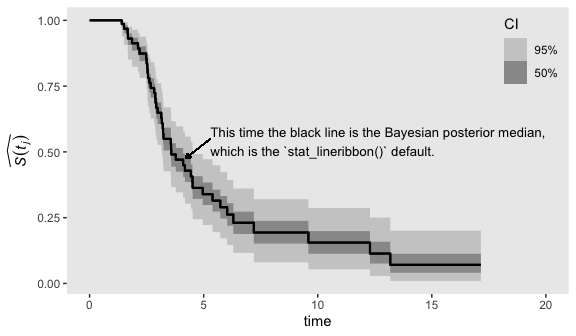 CI
95%
50%
This time the black line is the Bayesian posterior median,
which is the `stat_lineribbon()` default.
1.00
0.75
0.50
0.25
0.00
S(t_j)
0
5
10
15
20
time